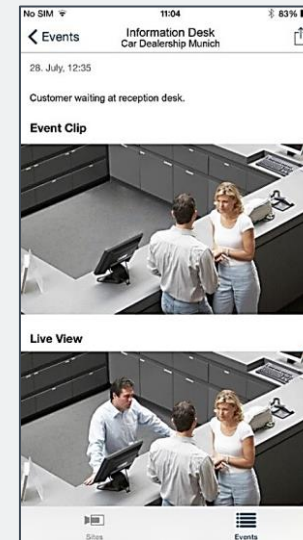 No SIM 11:04 83%
Events Information Desk
Car Dealership Munich
28. July, 12:35
Customer waiting at reception desk.
Event Clip
Live View
Sites Events